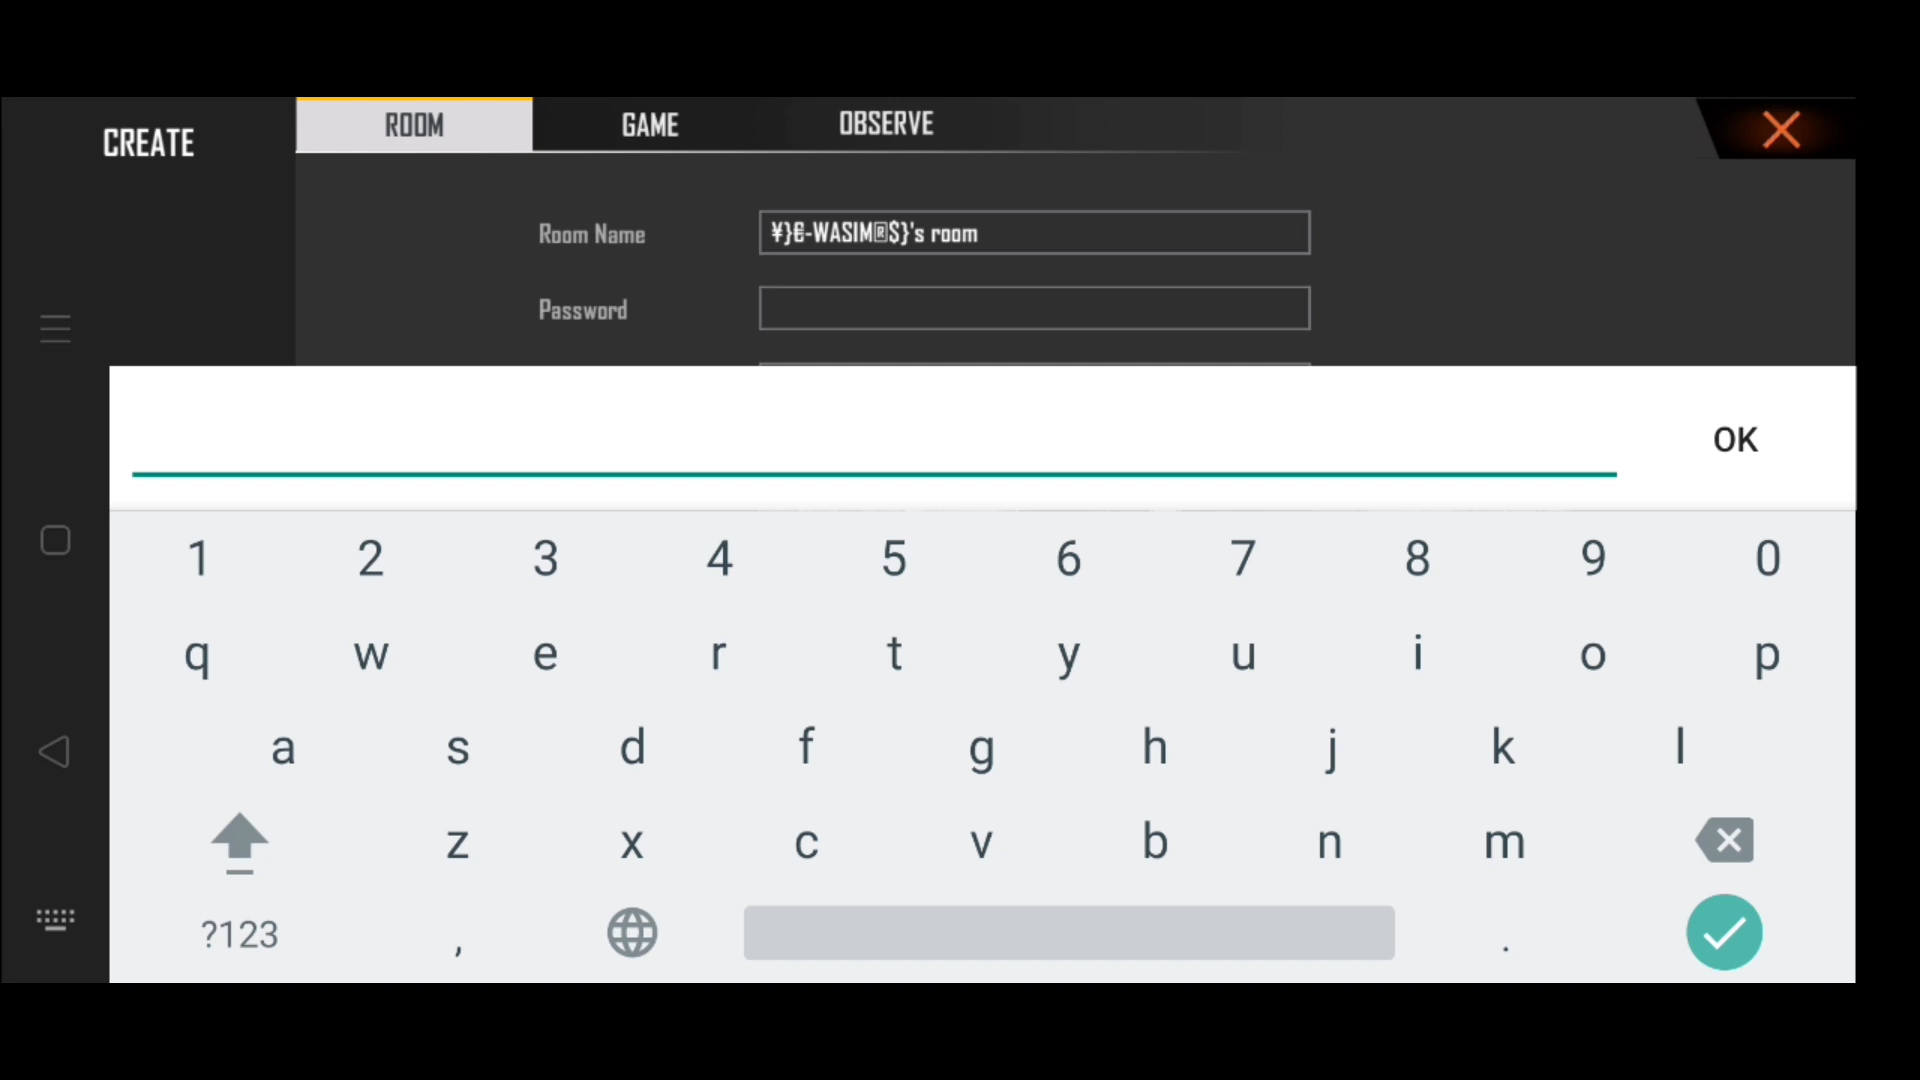 CREATE
ROOM GAME OBSERVE
Room Name ¥}€-WASIM®$}'s room
Password
OK
1 2 3 4 5 6 7 8 9 0
q w e r t y u i o p
a s d f g h j k l
z x c v b n m
?123 , .